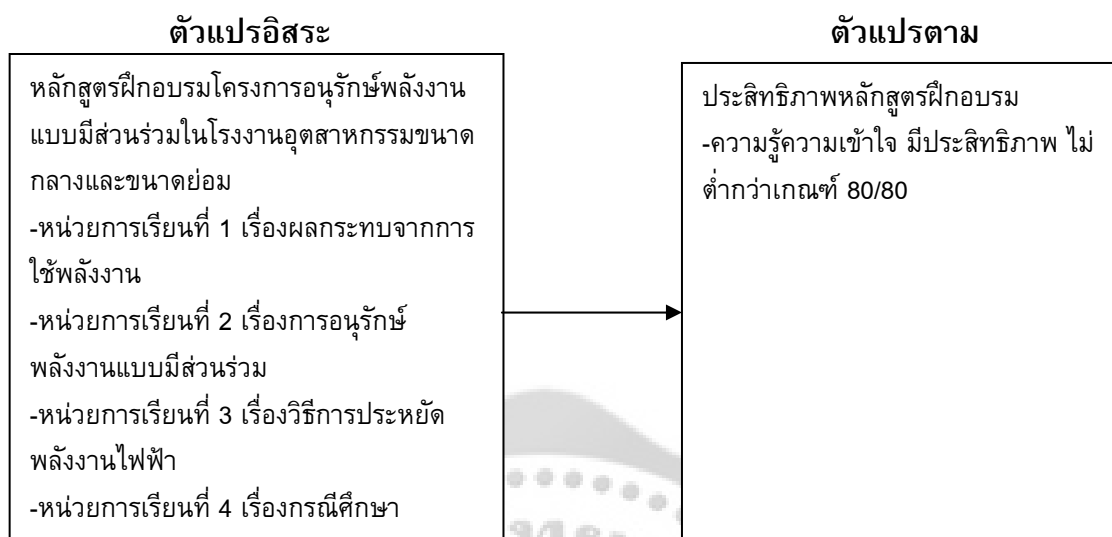 ตัวแปรอิสระ
หลักสูตรฝึกอบรมโครงการอนุรักษ์พลังงาน
แบบมีส่วนร่วมในโรงงานอุตสาหกรรมขนาด
กลางและขนาดย่อม
-หน่วยการเรียนที่ 1 เรื่องผลกระทบจากการ
ใช้พลังงาน
-หน่วยการเรียนที่ 2 เรื่องการอนุรักษ์
พลังงานแบบมีส่วนร่วม
-หน่วยการเรียนที่ 3 เรื่องวิธีการประหยัด
พลังงานไฟฟ้า
-หน่วยการเรียนที่ 4 เรื่องกรณีศึกษา
ตัวแปรตาม
ประสิทธิภาพหลักสูตรฝึกอบรม
-ความรู้ความเข้าใจ มีประสิทธิภาพ ไม่
ต่ำกว่าเกณฑ์ 80/80